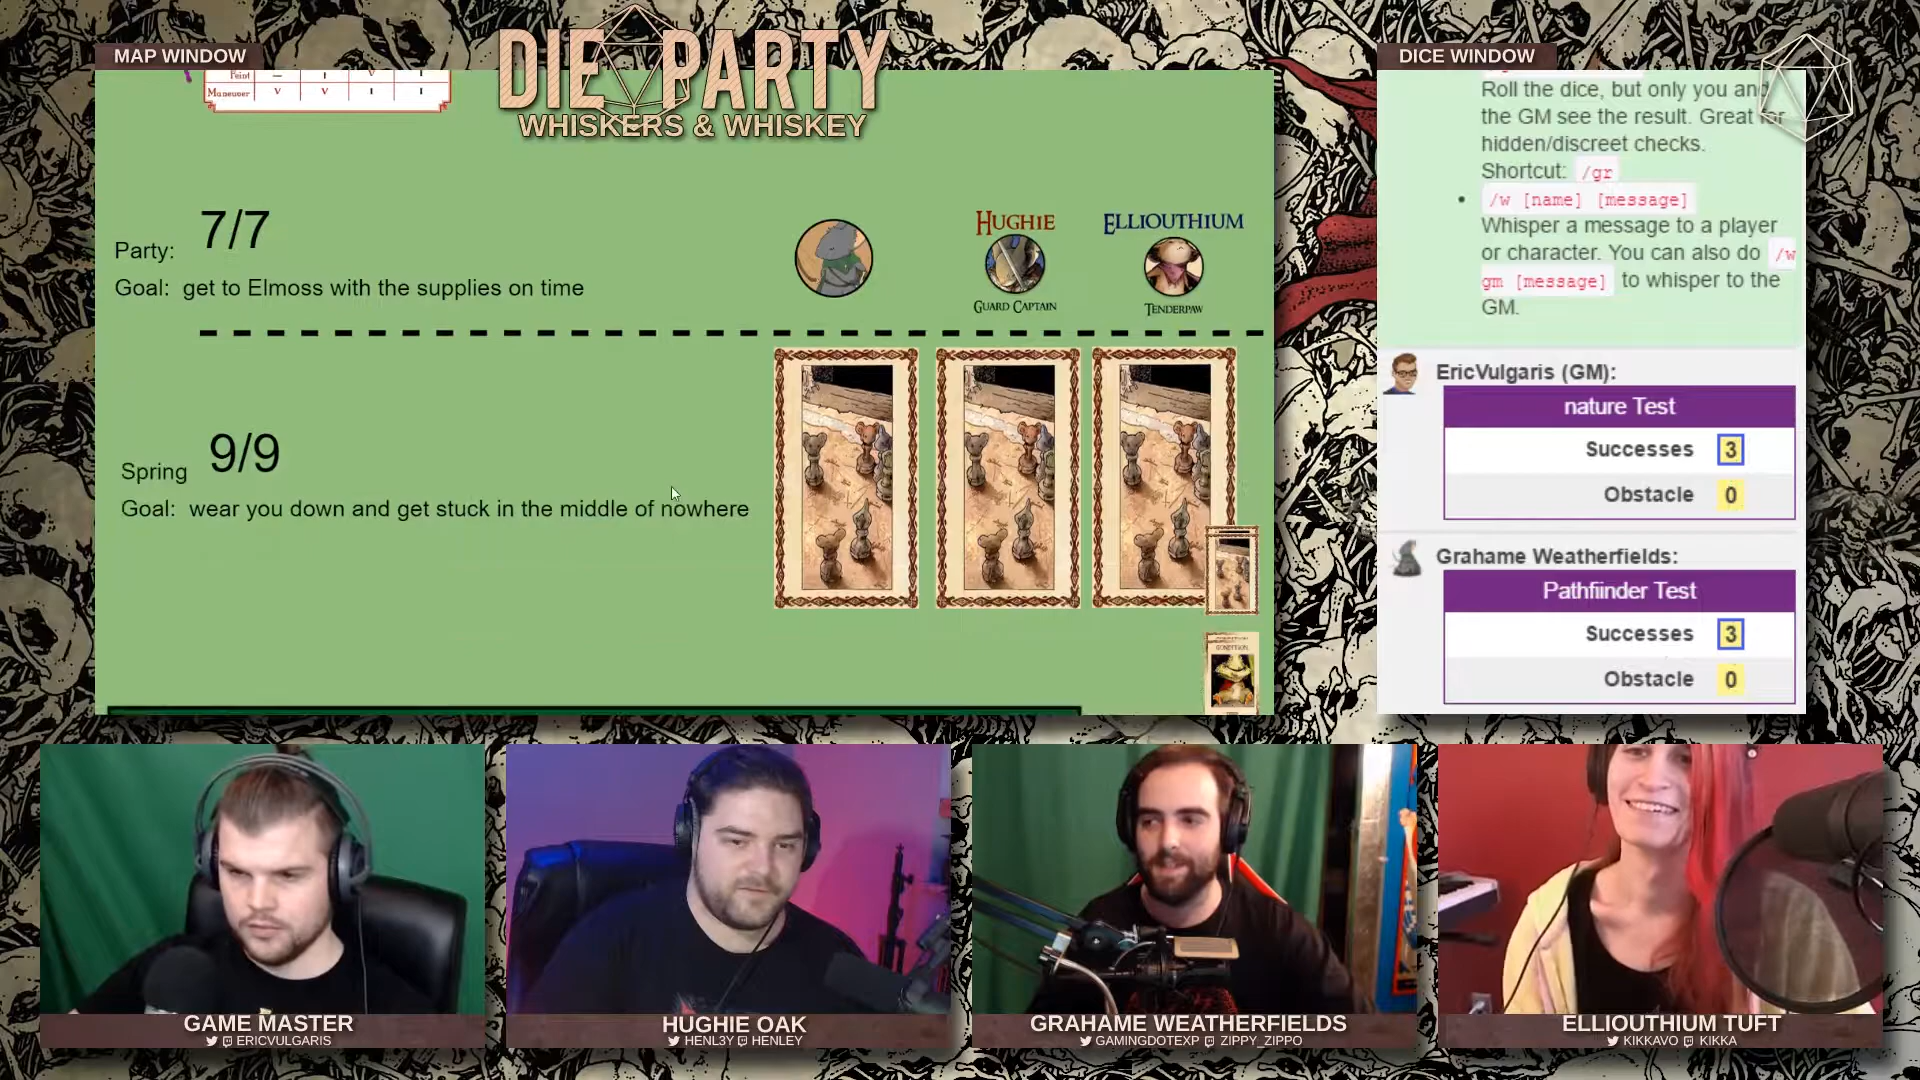 MAP WINDOW
DIE PARTY
WHISKERS & WHISKEY
DICE WINDOW
Feint — I V I
Maneuver V V I I
Roll the dice, but only you and
the GM see the result. Great for
hidden/discreet checks.
Shortcut: /gr
• /w [name] [message]
Whisper a message to a player
or character. You can also do /w
gm [message] to whisper to the
GM.
Party: 7/7
Goal: get to Elmoss with the supplies on time
HUGHIE
GUARD CAPTAIN
ELLIOUTHIUM
TENDERPAW
Spring 9/9
Goal: wear you down and get stuck in the middle of nowhere
CONDITION
EricVulgaris (GM):
nature Test
Successes 3
Obstacle 0
Grahame Weatherfields:
Pathfiinder Test
Successes 3
Obstacle 0
GAME MASTER
ERICVULGARIS
HUGHIE OAK
HENL3Y HENLEY
GRAHAME WEATHERFIELDS
GAMINGDOTEXP ZIPPY_ZIPPO
ELLIOUTHIUM TUFT
KIKKAVO KIKKA